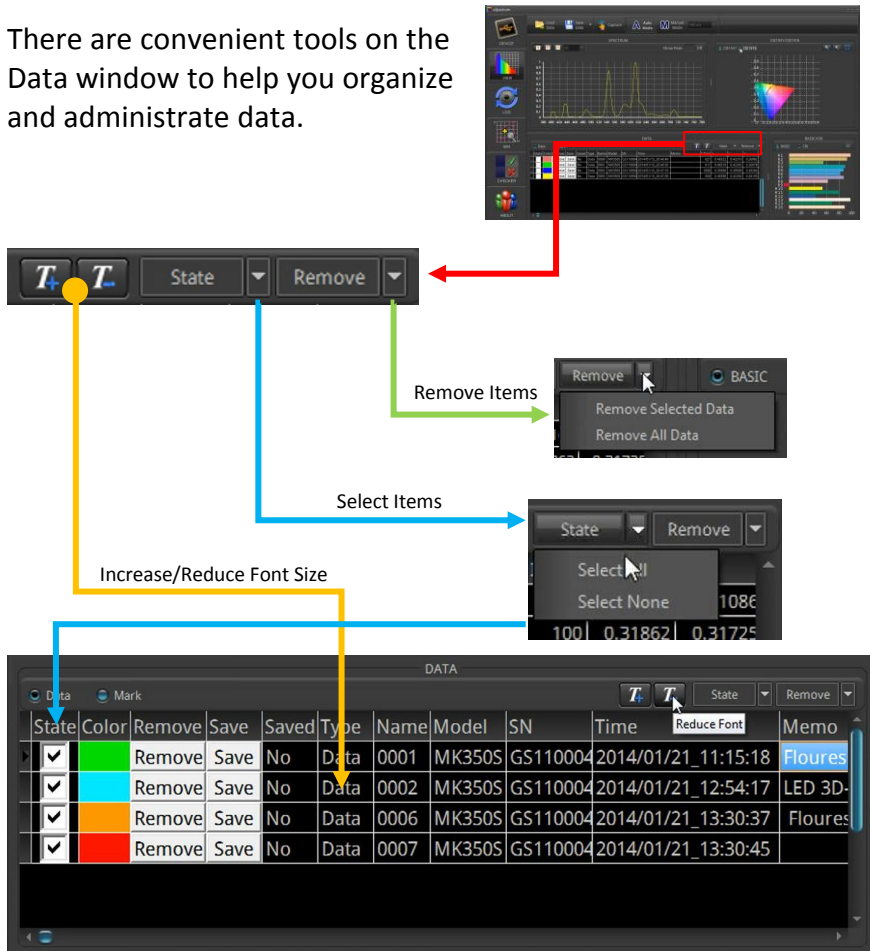 There are convenient tools on the
Data window to help you organize
and administrate data.
SPECTRUM
DATA
ABOUT
T+ T- State Remove
Remove BASIC
Remove Items
Remove Selected Data
Remove All Data
Select Items
State Remove
Select All
Select None
Increase/Reduce Font Size
100 0.31862 0.31725
DATA
Data Mark T+ T- State Remove
Reduce Font
State Color Remove Save Saved Type Name Model SN Time Memo
Remove Save No Data 0001 MK350S GS110004 2014/01/21_11:15:18 Floures
Remove Save No Data 0002 MK350S GS110004 2014/01/21_12:54:17 LED 3D-
Remove Save No Data 0006 MK350S GS110004 2014/01/21_13:30:37 Floures
Remove Save No Data 0007 MK350S GS110004 2014/01/21_13:30:45